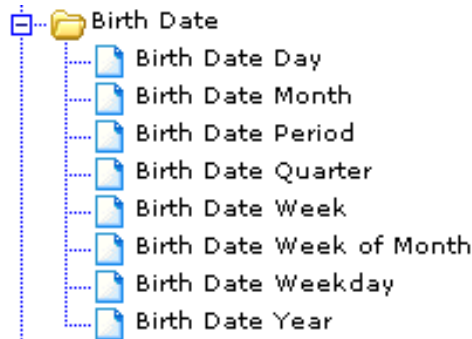 Birth Date
Birth Date Day
Birth Date Month
Birth Date Period
Birth Date Quarter
Birth Date Week
Birth Date Week of Month
Birth Date Weekday
Birth Date Year